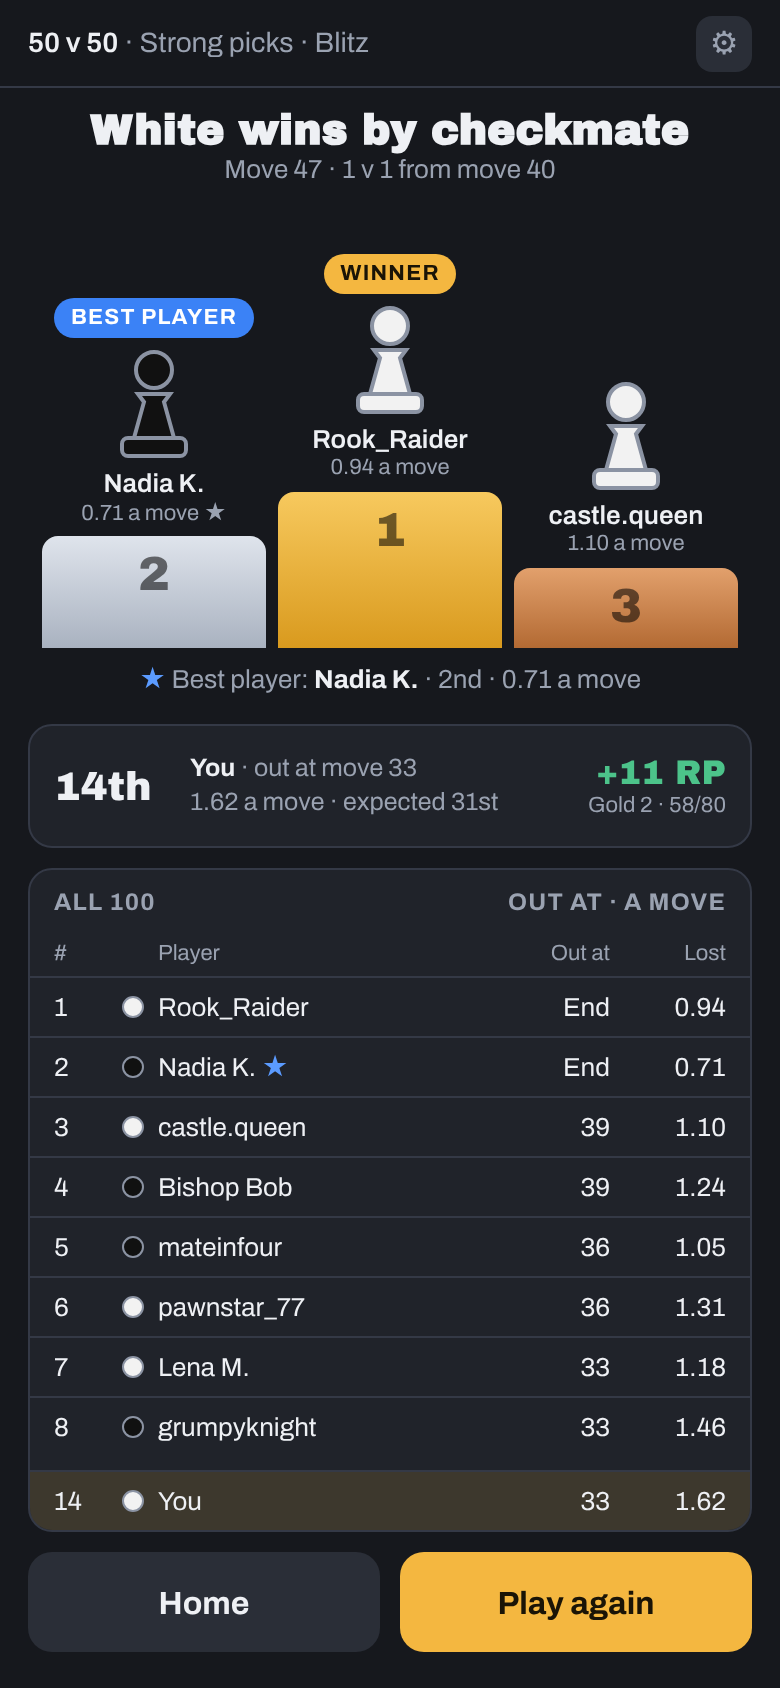 50 v 50 · Strong picks · Blitz
White wins by checkmate
Move 47 · 1 v 1 from move 40
WINNER
BEST PLAYER
Rook_Raider
0.94 a move
Nadia K.
0.71 a move ★
castle.queen
1.10 a move
1
2
3
★ Best player: Nadia K. · 2nd · 0.71 a move
14th
You · out at move 33
1.62 a move · expected 31st
+11 RP
Gold 2 · 58/80
ALL 100 OUT AT · A MOVE
# Player Out at Lost
1 Rook_Raider End 0.94
2 Nadia K. ★ End 0.71
3 castle.queen 39 1.10
4 Bishop Bob 39 1.24
5 mateinfour 36 1.05
6 pawnstar_77 36 1.31
7 Lena M. 33 1.18
8 grumpyknight 33 1.46
14 You 33 1.62
Home Play again